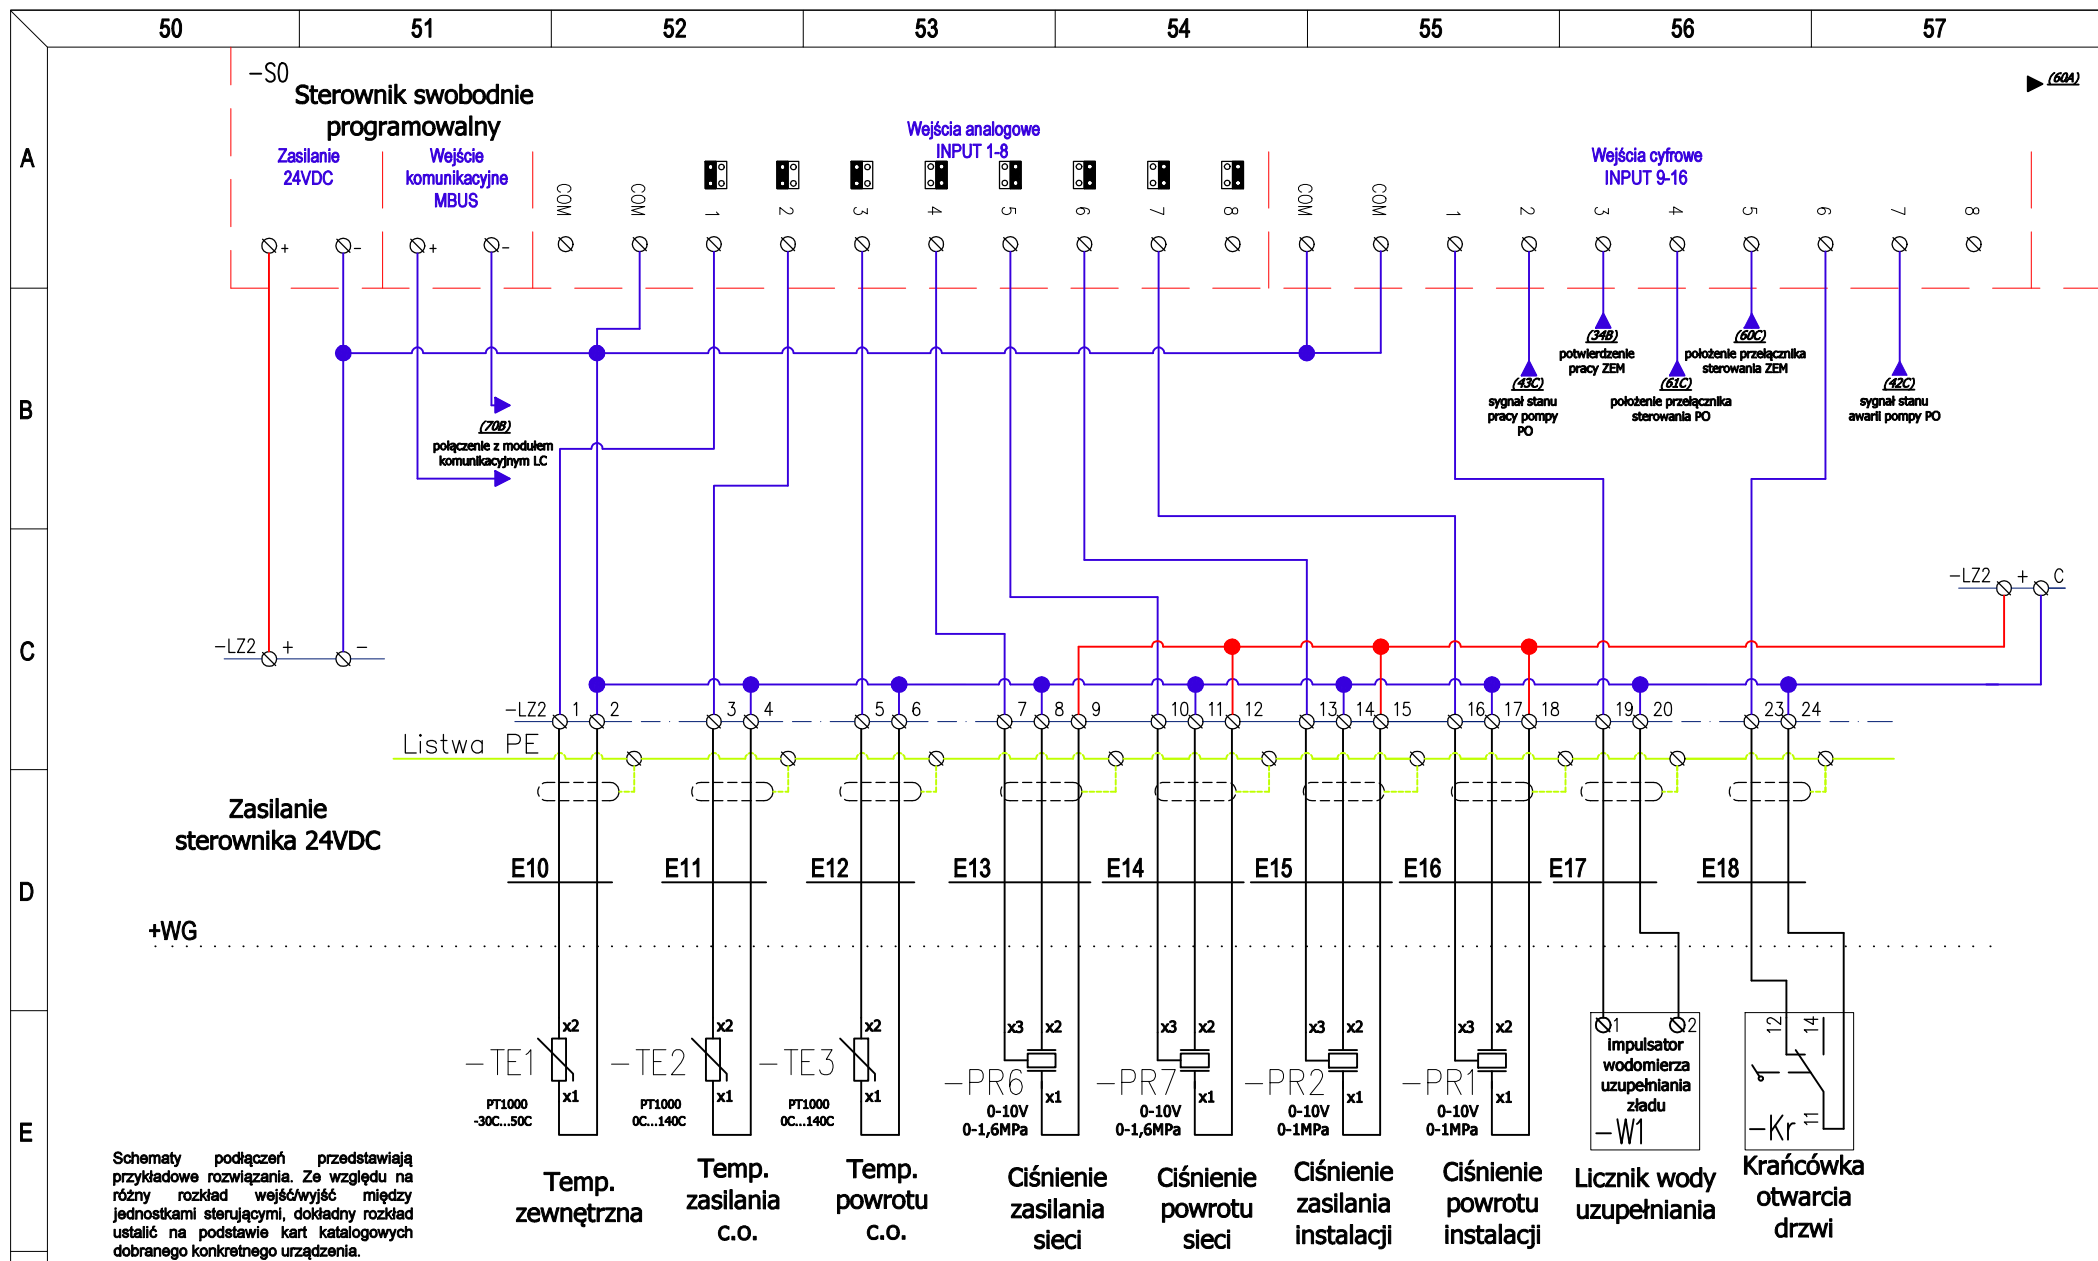 50 51 52 53 54 55 56 57
A
B
C
D
E
-S0
Sterownik swobodnie
programowalny
(60A)
Zasilanie
24VDC
Wejście
komunikacyjne
MBUS
Wejścia analogowe
INPUT 1-8
Wejścia cyfrowe
INPUT 9-16
COM COM 1 2 3 4 5 6 7 8 COM COM 1 2 3 4 5 6 7 8
+ - + -
(34B)
potwierdzenie
pracy ZEM
(60C)
położenie przełącznika
sterowania ZEM
(43C)
sygnał stanu
pracy pompy
PO
(61C)
położenie przełącznika
sterowania PO
(42C)
sygnał stanu
awarii pompy PO
(70B)
połączenie z modułem
komunikacyjnym LC
-LZ2 + C
-LZ2 + -
-LZ2 1 2 3 4 5 6 7 8 9 10 11 12 13 14 15 16 17 18 19 20 23 24
Listwa PE
Zasilanie
sterownika 24VDC
E10 E11 E12 E13 E14 E15 E16 E17 E18
+WG
x2 x2 x2 x3 x2 x3 x2 x3 x2 x3 x2
-TE1 -TE2 -TE3 -PR6 -PR7 -PR2 -PR1
x1 x1 x1 x1 x1 x1 x1
PT1000
-30C...50C
PT1000
0C...140C
PT1000
0C...140C
0-10V
0-1,6MPa
0-10V
0-1,6MPa
0-10V
0-1MPa
0-10V
0-1MPa
1 2
impulsator
wodomierza
uzupełniania
zładu
-W1
12 14
11
-Kr
Temp.
zewnętrzna
Temp.
zasilania
c.o.
Temp.
powrotu
c.o.
Ciśnienie
zasilania
sieci
Ciśnienie
powrotu
sieci
Ciśnienie
zasilania
instalacji
Ciśnienie
powrotu
instalacji
Licznik wody
uzupełniania
Krańcówka
otwarcia
drzwi
Schematy podłączeń przedstawiają
przykładowe rozwiązania. Ze względu na
różny rozkład wejść/wyjść między
jednostkami sterującymi, dokładny rozkład
ustalić na podstawie kart katalogowych
dobranego konkretnego urządzenia.